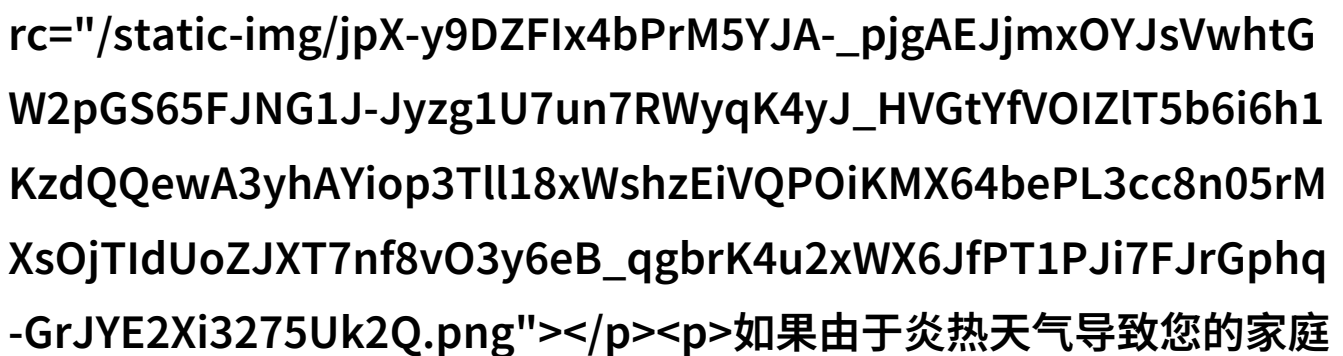 rc="/static-img/jpX-y9DZFIx4bPrM5YJA-_pjgAEJjmxOYJsVwhtG
W2pGS65FJNG1J-Jyzg1U7un7RWyqK4yJ_HVGtYfVOIZlT5b6i6h1
KzdQQewA3yhAYiop3Tll18xWshzEiVQPOiKMX64bePL3cc8n05rM
XsOjTIdUoZJXT7nf8vO3y6eB_qgbrK4u2xWX6JfPT1PJi7FJrGphq
-GrJYE2Xi3275Uk2Q.png"></p><p>如果由于炎热天气导致您的家庭